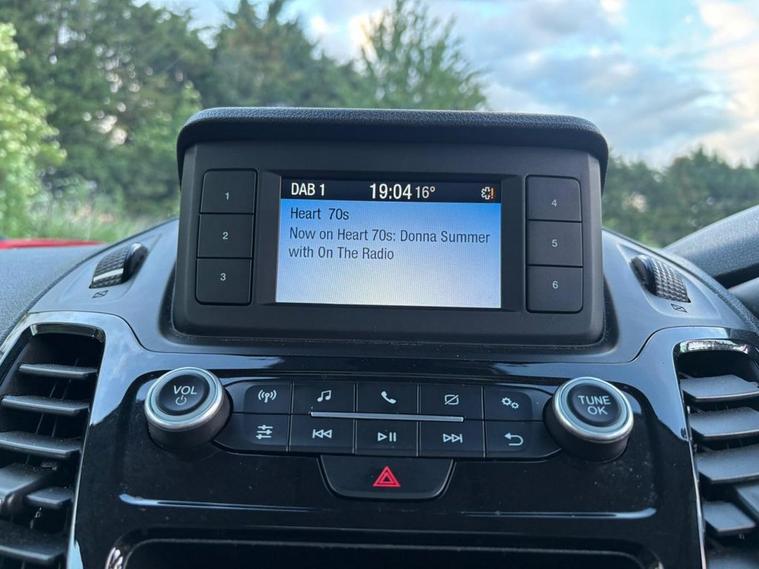 DAB 1 19:04 16°
Heart 70s
Now on Heart 70s: Donna Summer
with On The Radio
1
2
3
4
5
6
VOL
TUNE
OK